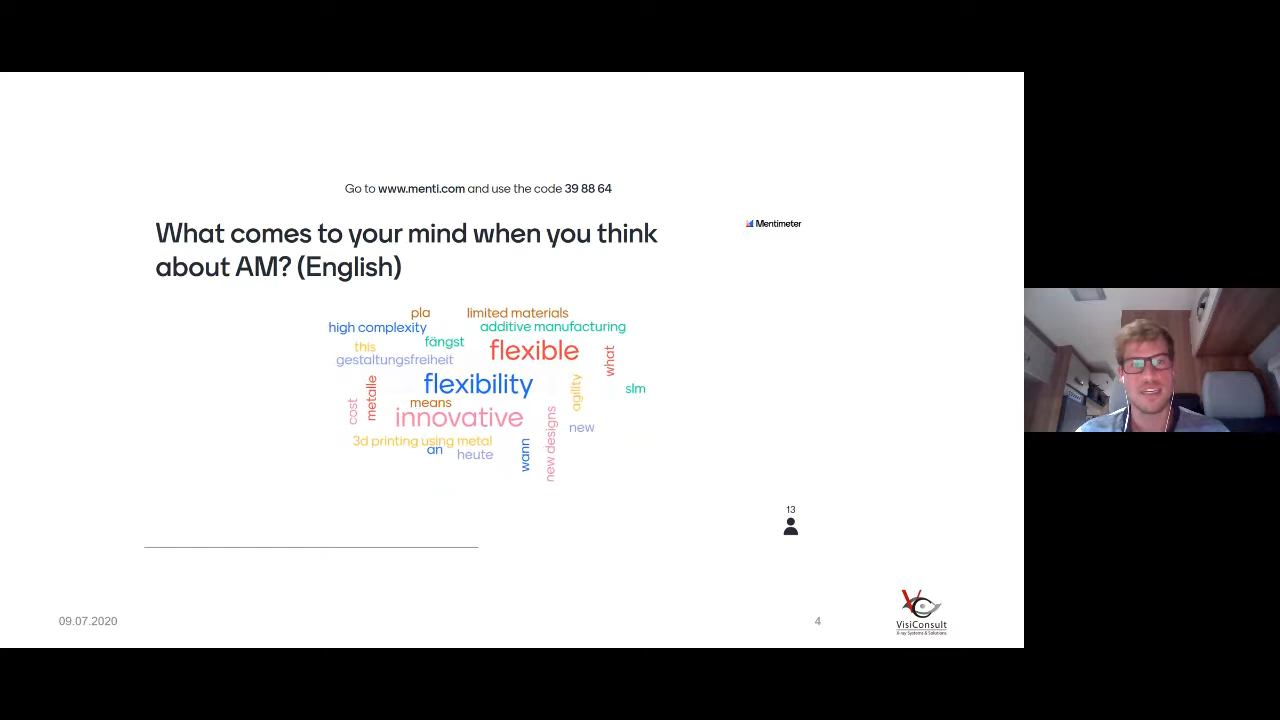 Go to www.menti.com and use the code 39 88 64
Mentimeter
What comes to your mind when you think
about AM? (English)
pla
limited materials
high complexity
additive manufacturing
this
fängst
flexible
what
gestaltungsfreiheit
flexibility
metalle
agility
slm
cost
means
innovative
new
3d printing using metal
an
heute
wann
new designs
13
09.07.2020
4
VisiConsult
X-ray Systems & Solutions